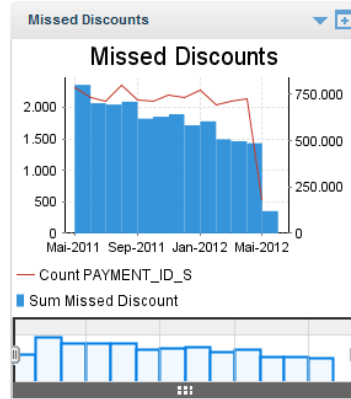 Missed Discounts
Missed Discounts
2.000
1.500
1.000
500
0
750.000
500.000
250.000
0
Mai-2011 Sep-2011 Jan-2012 Mai-2012
Count PAYMENT_ID_S
Sum Missed Discount